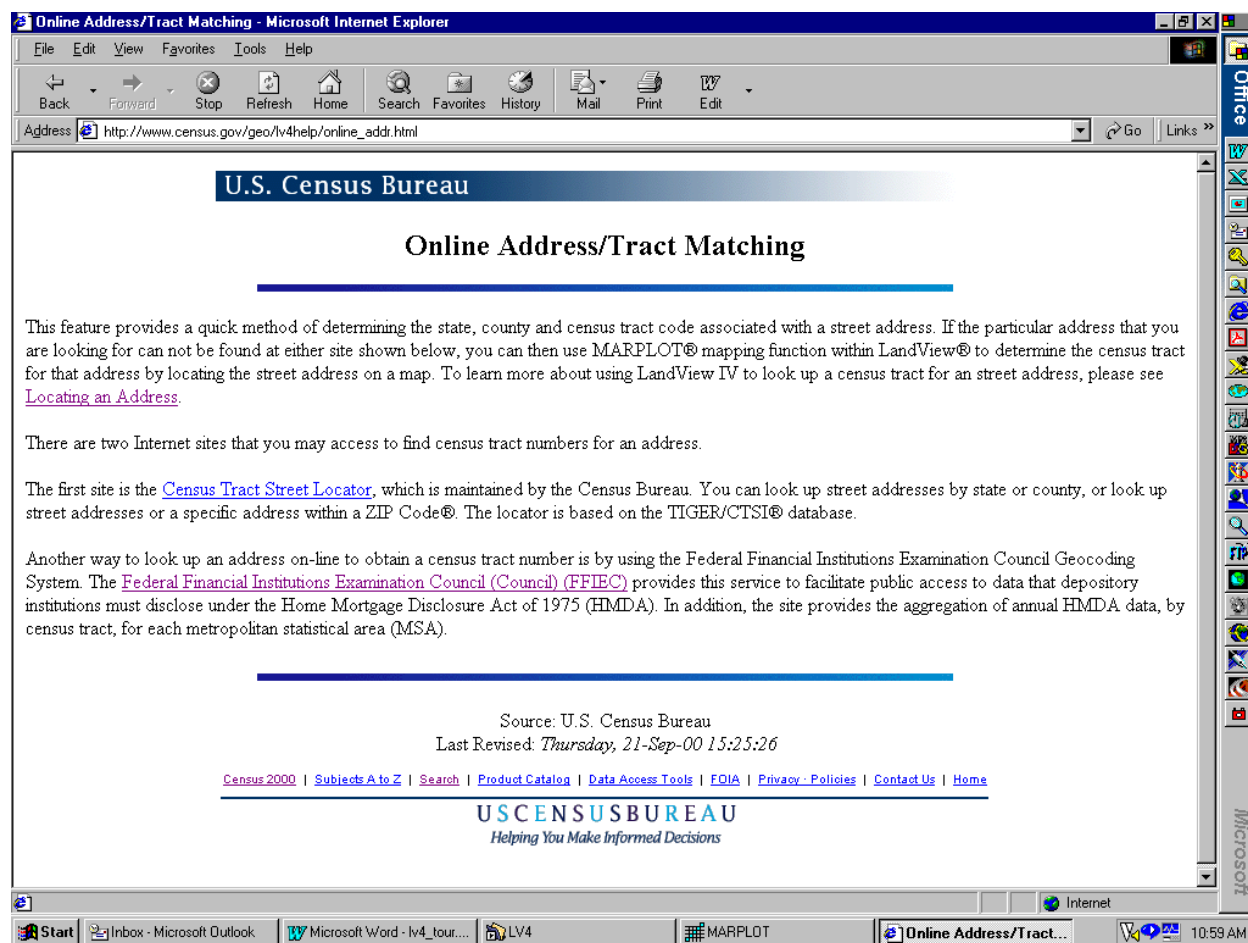 Online Address/Tract Matching - Microsoft Internet Explorer
File Edit View Favorites Tools Help
Back Forward Stop Refresh Home Search Favorites History Mail Print Edit
Address http://www.census.gov/geo/lv4help/online_addr.html Go Links »
Office
U.S. Census Bureau
Online Address/Tract Matching
This feature provides a quick method of determining the state, county and census tract code associated with a street address. If the particular address that you
are looking for can not be found at either site shown below, you can then use MARPLOT® mapping function within LandView® to determine the census tract
for that address by locating the street address on a map. To learn more about using LandView IV to look up a census tract for an street address, please see
Locating an Address.
There are two Internet sites that you may access to find census tract numbers for an address.
The first site is the Census Tract Street Locator, which is maintained by the Census Bureau. You can look up street addresses by state or county, or look up
street addresses or a specific address within a ZIP Code®. The locator is based on the TIGER/CTSI® database.
Another way to look up an address on-line to obtain a census tract number is by using the Federal Financial Institutions Examination Council Geocoding
System. The Federal Financial Institutions Examination Council (Council) (FFIEC) provides this service to facilitate public access to data that depository
institutions must disclose under the Home Mortgage Disclosure Act of 1975 (HMDA). In addition, the site provides the aggregation of annual HMDA data, by
census tract, for each metropolitan statistical area (MSA).
Source: U.S. Census Bureau
Last Revised: Thursday, 21-Sep-00 15:25:26
Census 2000 | Subjects A to Z | Search | Product Catalog | Data Access Tools | FOIA | Privacy · Policies | Contact Us | Home
USCENSUSBUREAU
Helping You Make Informed Decisions
Microsoft
Internet
Start Inbox - Microsoft Outlook Microsoft Word - lv4_tour.... LV4 MARPLOT Online Address/Tract... 10:59 AM